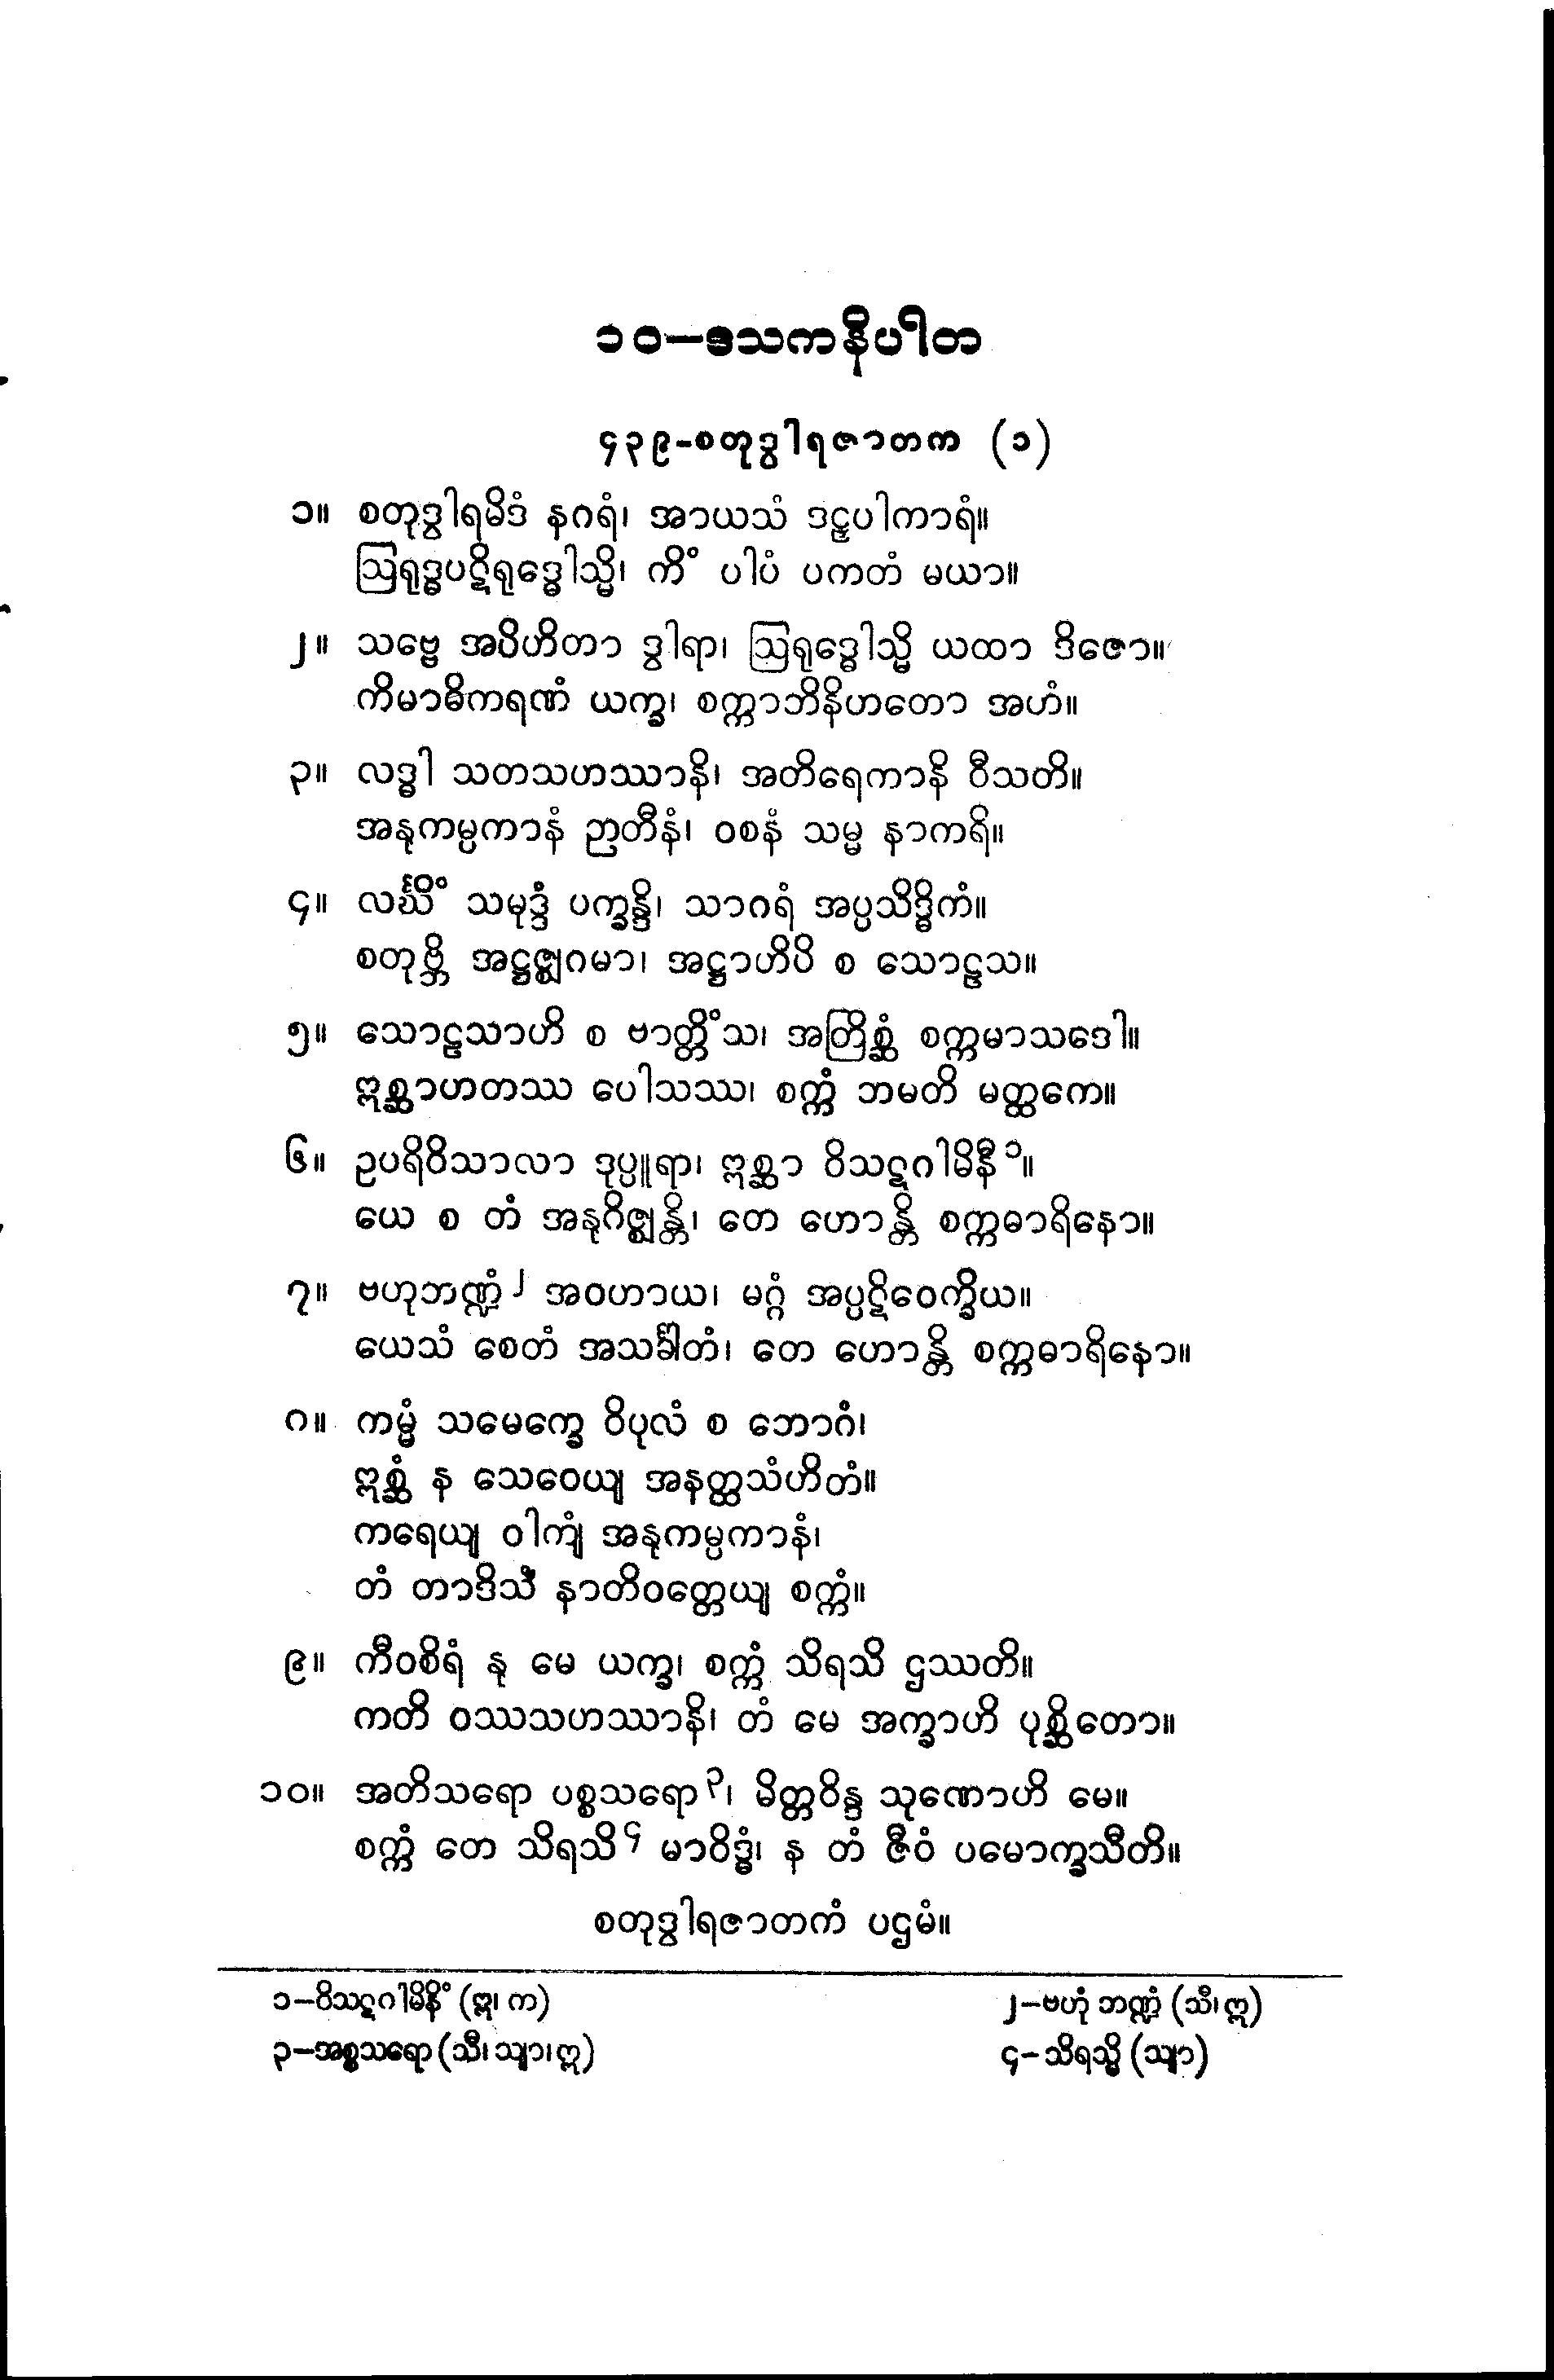 ၁၀–ဒသကနိပါတ
၄၃၉-စတုဒွါရဇာတက (၁)
၁။ စတုဒွါရမိဒံ နဂရံ၊ အာယသံ ဒဠှပါကာရံ။
ဩရုဒ္ဓပဋိရုဒ္ဓေါသ္မိ၊ ကိံ ပါပံ ပကတံ မယာ။
၂။ သဗ္ဗေ အပိဟိတာ ဒွါရာ၊ ဩရုဒ္ဓေါသ္မိ ယထာ ဒိဇော။
ကိမာဓိကရဏံ ယက္ခ၊ စက္ကာဘိနိဟတော အဟံ။
၃။ လဒ္ဓါ သတသဟဿာနိ၊ အတိရေကာနိ ဝီသတိ။
အနုကမ္ပကာနံ ဉာတီနံ၊ ဝစနံ သမ္မ နာကရိ။
၄။ လင်္ဃိံ သမုဒ္ဒံ ပက္ခန္ဒိ၊ သာဂရံ အပ္ပသိဒ္ဓိကံ။
စတုဗ္ဘိ အဋ္ဌဇ္ဈဂမာ၊ အဋ္ဌာဟိပိ စ သောဠသ။
၅။ သောဠသာဟိ စ ဗာတ္တိံသ၊ အတြိစ္ဆံ စက္ကမာသဒေါ။
ဣစ္ဆာဟတဿ ပေါသဿ၊ စက္ကံ ဘမတိ မတ္ထကေ။
၆။ ဥပရိဝိသာလာ ဒုပ္ပူရာ၊ ဣစ္ဆာ ဝိသဋဂါမိနီ ၁။
ယေ စ တံ အနုဂိဇ္ဈန္တိ၊ တေ ဟောန္တိ စက္ကဓာရိနော။
၇။ ဗဟုဘဏ္ဍံ ၂ အဝဟာယ၊ မဂ္ဂံ အပ္ပဋိဝေက္ခိယ။
ယေသံ စေတံ အသင်္ခါတံ၊ တေ ဟောန္တိ စက္ကဓာရိနော။
၈။ ကမ္မံ သမေက္ခေ ဝိပုလံ စ ဘောဂံ၊
ဣစ္ဆံ န သေဝေယျ အနတ္ထသံဟိတံ။
ကရေယျ ဝါကျံ အနုကမ္ပကာနံ၊
တံ တာဒိသံ နာတိဝတ္တေယျ စက္ကံ။
၉။ ကီဝစိရံ နု မေ ယက္ခ၊ စက္ကံ သိရသိ ဌဿတိ။
ကတိ ဝဿသဟဿာနိ၊ တံ မေ အက္ခာဟိ ပုစ္ဆိတော။
၁၀။ အတိသရော ပစ္စသရော ၃၊ မိတ္တဝိန္ဒ သုဏောဟိ မေ။
စက္ကံ တေ သိရသိ ၄ မာဝိဒ္ဓံ၊ န တံ ဇီဝံ ပမောက္ခသီတိ။
စတုဒွါရဇာတကံ ပဌမံ။
၁–ဝိသဋဂါမိနိံ (ဣ၊ က) ၂–ဗဟုံ ဘဏ္ဍံ (သီ၊ ဣ)
၃–အစ္စသရော (သီ၊ သျာ၊ ဣ) ၄–သိရသ္မိ (သျာ)